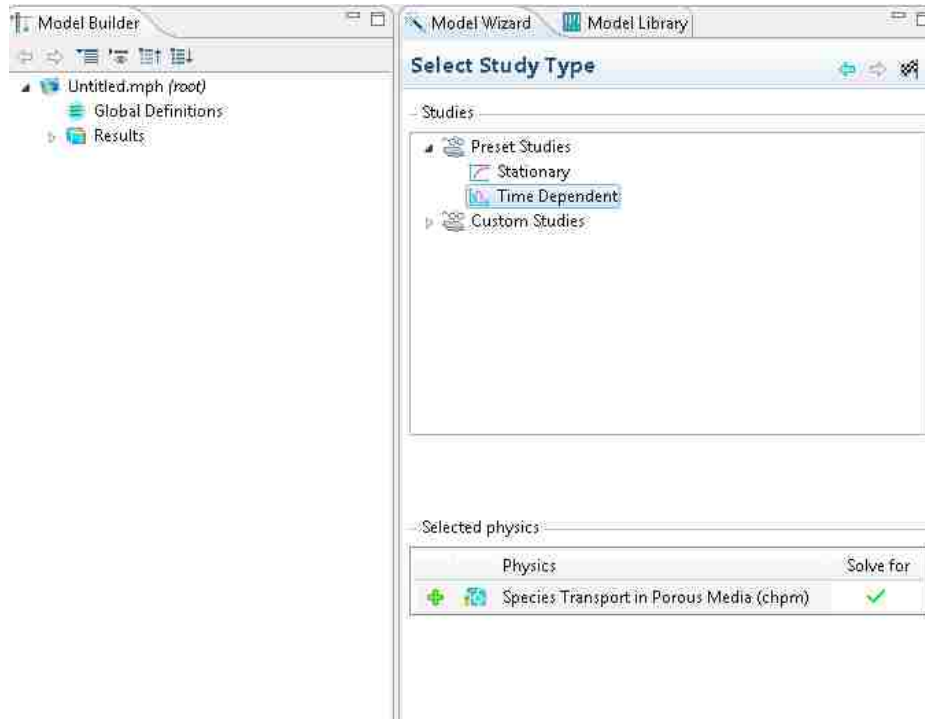 Model Builder
Untitled.mph (root)
Global Definitions
Results
Model Wizard
Model Library
Select Study Type
Studies
Preset Studies
Stationary
Time Dependent
Custom Studies
Selected physics
Physics Solve for
Species Transport in Porous Media (chpm)